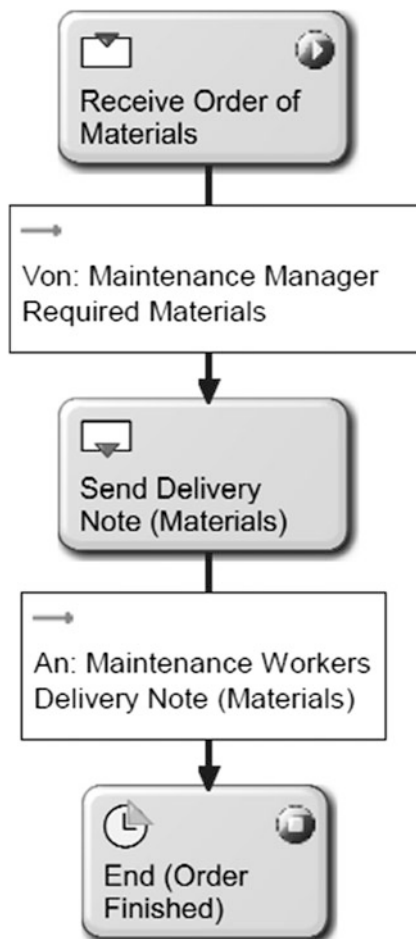 Receive Order of
Materials
Von: Maintenance Manager
Required Materials
Send Delivery
Note (Materials)
An: Maintenance Workers
Delivery Note (Materials)
End (Order
Finished)